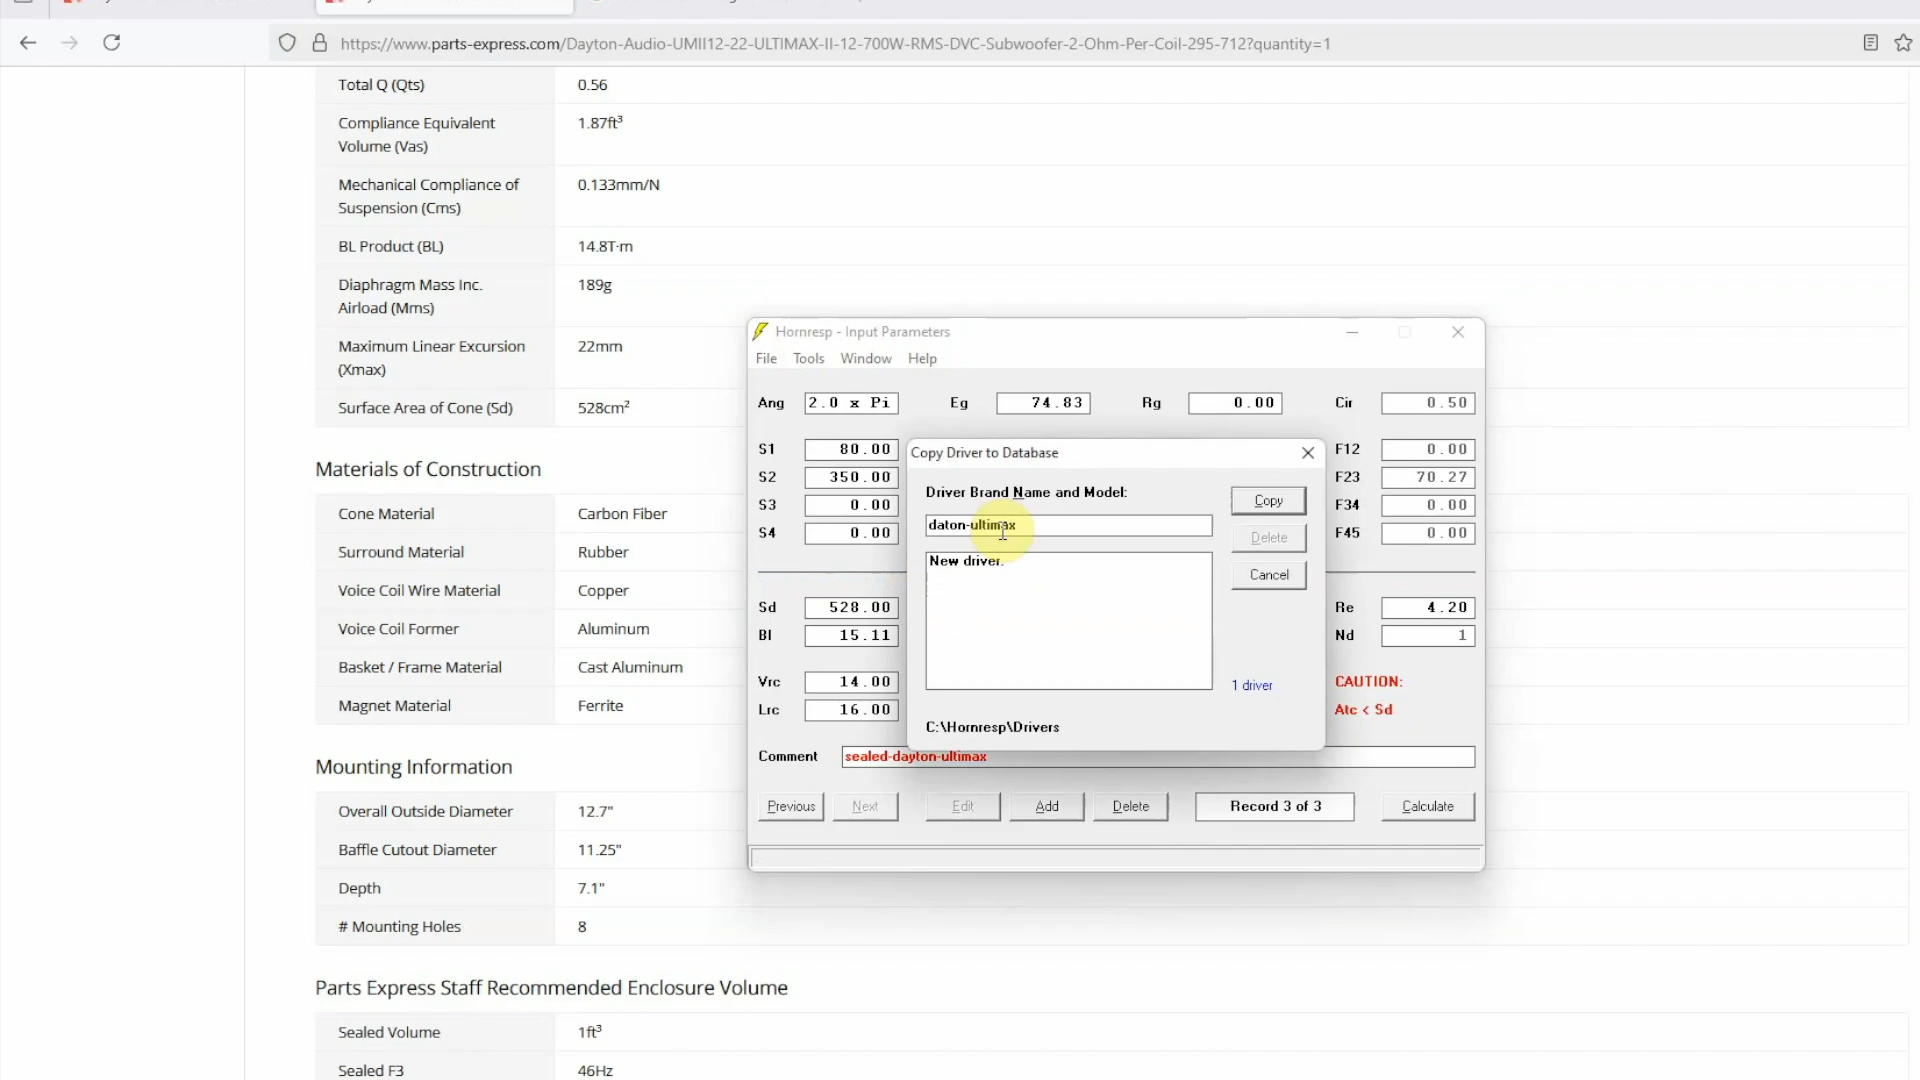 https://www.parts-express.com/Dayton-Audio-UMII12-22-ULTIMAX-II-12-700W-RMS-DVC-Subwoofer-2-Ohm-Per-Coil-295-712?quantity=1
Total Q (Qts) 0.56
Compliance Equivalent
Volume (Vas) 1.87ft³
Mechanical Compliance of
Suspension (Cms) 0.133mm/N
BL Product (BL) 14.8T·m
Diaphragm Mass Inc.
Airload (Mms) 189g
Maximum Linear Excursion
(Xmax) 22mm
Surface Area of Cone (Sd) 528cm²
Materials of Construction
Cone Material Carbon Fiber
Surround Material Rubber
Voice Coil Wire Material Copper
Voice Coil Former Aluminum
Basket / Frame Material Cast Aluminum
Magnet Material Ferrite
Mounting Information
Overall Outside Diameter 12.7"
Baffle Cutout Diameter 11.25"
Depth 7.1"
# Mounting Holes 8
Parts Express Staff Recommended Enclosure Volume
Sealed Volume 1ft³
Sealed F3 46Hz
Hornresp - Input Parameters
File Tools Window Help
Ang 2.0 x Pi Eg 74.83 Rg 0.00 Cir 0.50
S1 80.00 F12 0.00
S2 350.00 F23 70.27
S3 0.00 F34 0.00
S4 0.00 F45 0.00
Sd 528.00 Re 4.20
Bl 15.11 Nd 1
Vrc 14.00 CAUTION:
Lrc 16.00 Atc < Sd
Comment sealed-dayton-ultimax
Previous Next Edit Add Delete Record 3 of 3 Calculate
Copy Driver to Database
Driver Brand Name and Model:
daton-ultimax
New driver.
Copy
Delete
Cancel
1 driver
C:\Hornresp\Drivers